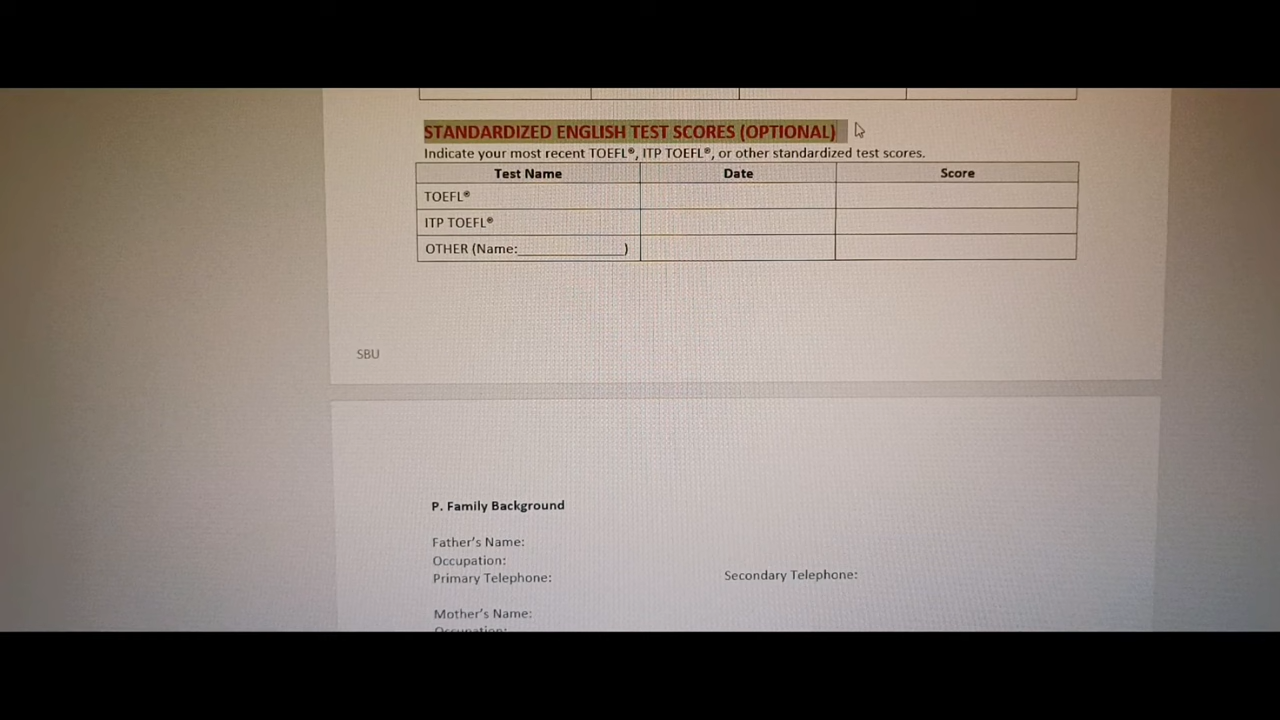 STANDARDIZED ENGLISH TEST SCORES (OPTIONAL)
Indicate your most recent TOEFL®, ITP TOEFL®, or other standardized test scores.
Test Name Date Score
TOEFL®
ITP TOEFL®
OTHER (Name:_______________)
SBU
P. Family Background
Father's Name:
Occupation:
Primary Telephone: Secondary Telephone:
Mother's Name:
Occupation: